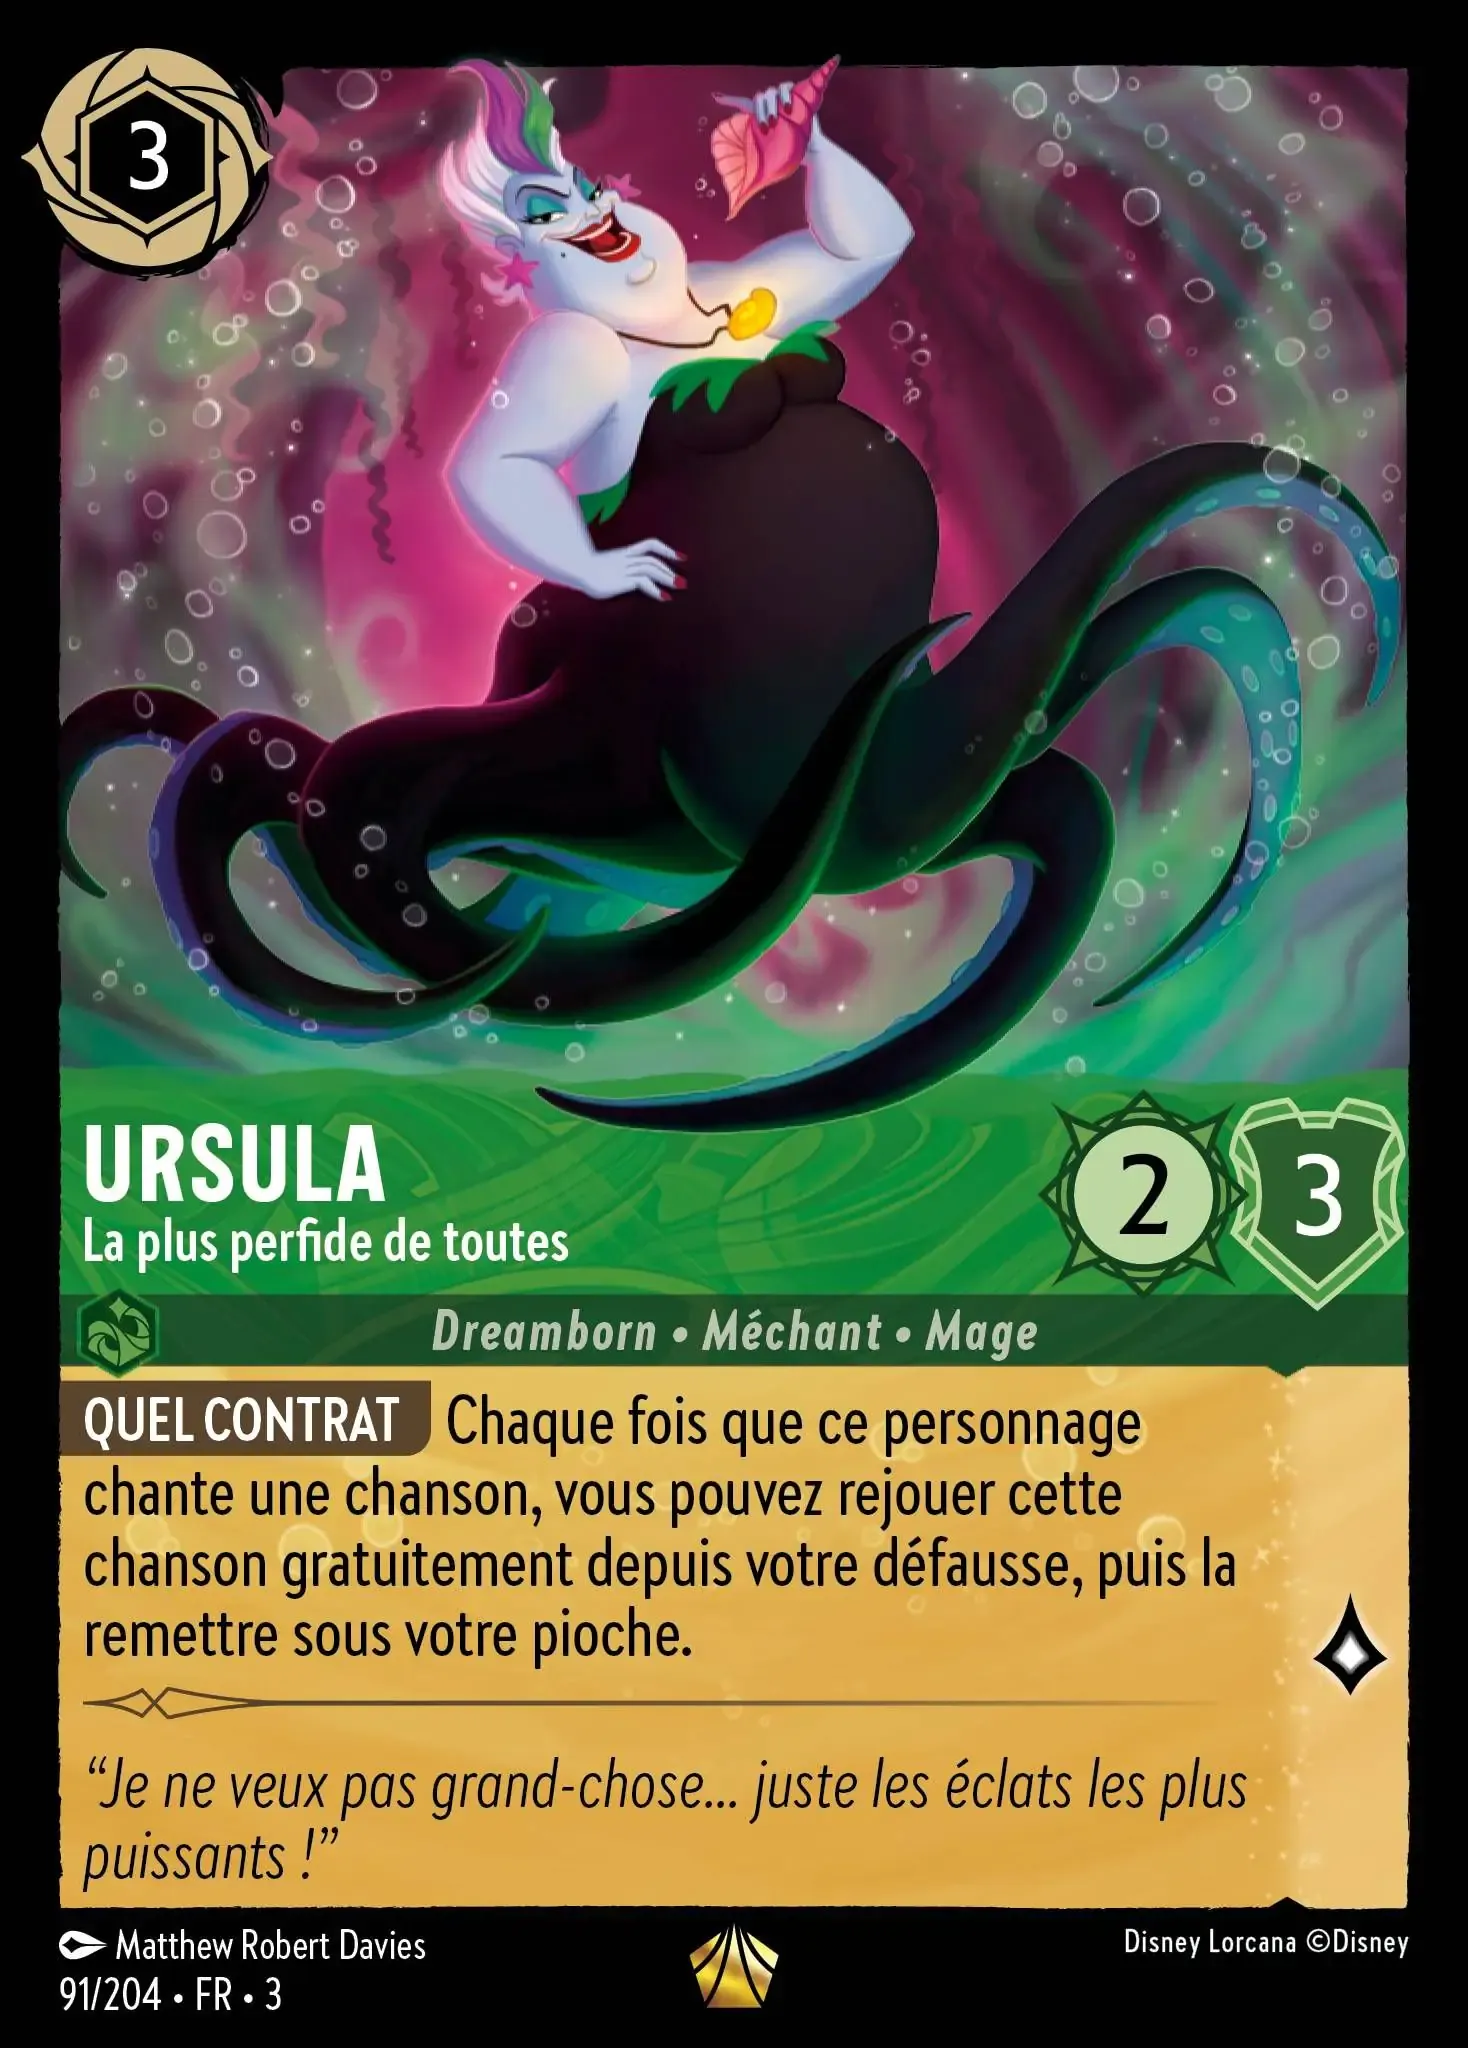 3
URSULA
La plus perfide de toutes
2
3
Dreamborn • Méchant • Mage
QUEL CONTRAT Chaque fois que ce personnage
chante une chanson, vous pouvez rejouer cette
chanson gratuitement depuis votre défausse, puis la
remettre sous votre pioche.
“Je ne veux pas grand-chose... juste les éclats les plus
puissants !”
Matthew Robert Davies
Disney Lorcana ©Disney
91/204 • FR • 3